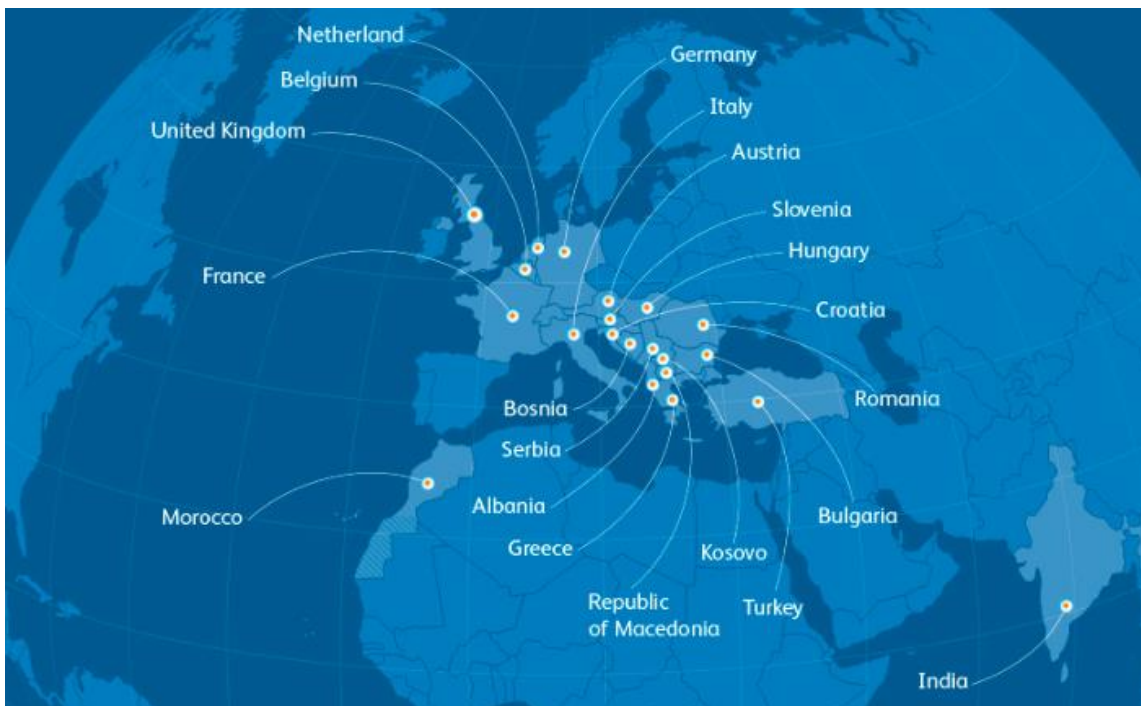 Netherland
Germany
Belgium
Italy
United Kingdom
Austria
Slovenia
Hungary
France
Croatia
Romania
Bosnia
Serbia
Albania
Morocco
Bulgaria
Greece
Kosovo
Republic
of Macedonia
Turkey
India